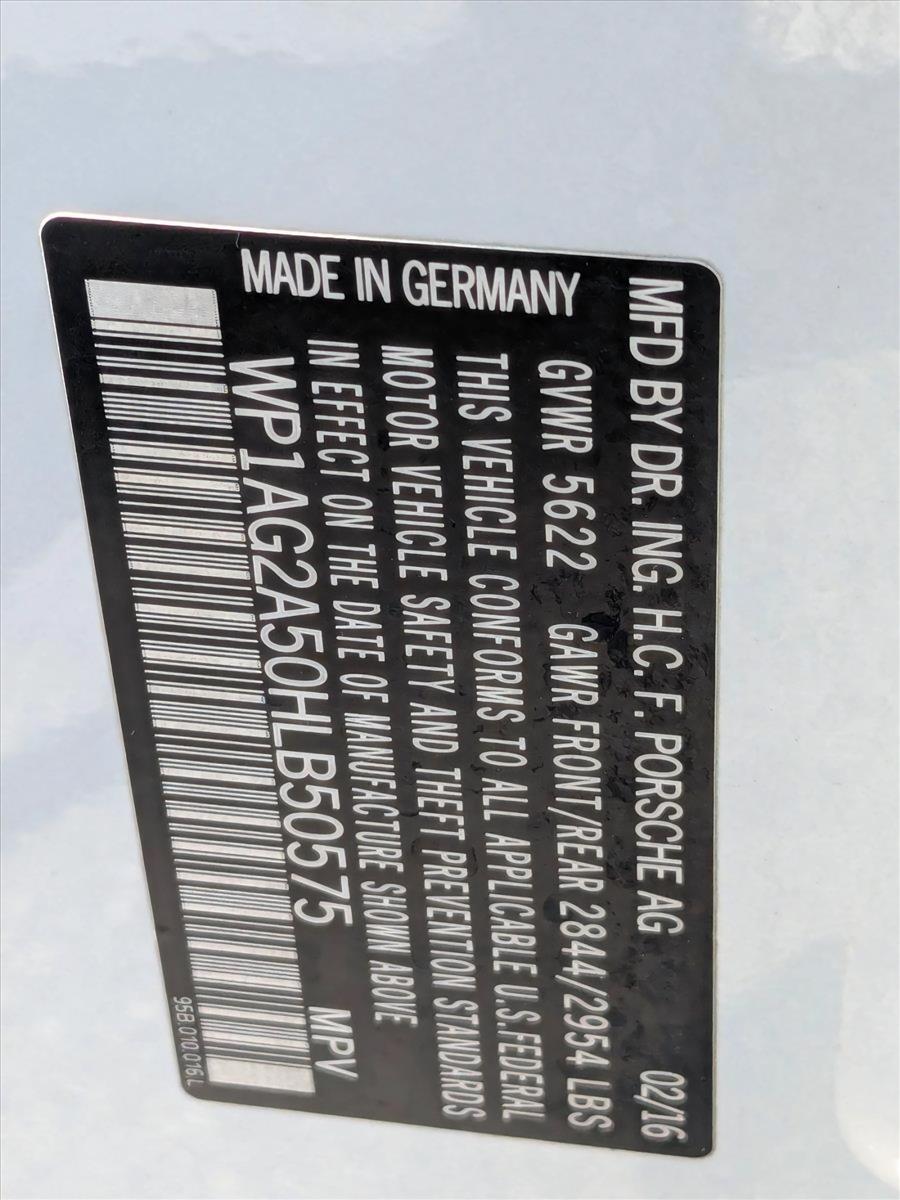 MFD BY DR. ING. H.C. F. PORSCHE AG 02/16
GVWR 5622 GAWR FRONT/REAR 2844/2954 LBS
THIS VEHICLE CONFORMS TO ALL APPLICABLE U.S.FEDERAL
MOTOR VEHICLE SAFETY AND THEFT PREVENTION STANDARDS
IN EFFECT ON THE DATE OF MANUFACTURE SHOWN ABOVE
MADE IN GERMANY
WP1AG2A50HLB50575 MPV
95B.010.016.L